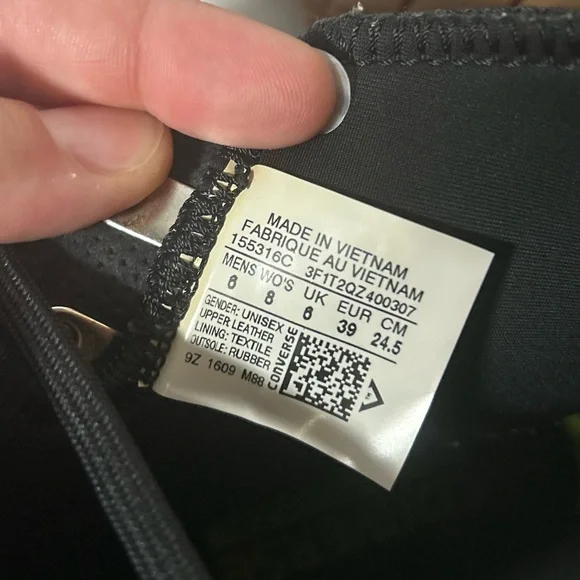 MADE IN VIETNAM
FABRIQUE AU VIETNAM
155316C 3F1T2QZ400307
MENS WO'S UK EUR CM
6 8 6 39 24.5
GENDER: UNISEX
UPPER LEATHER
LINING: TEXTILE
OUTSOLE: RUBBER
9Z 1609 M88
CONVERSE